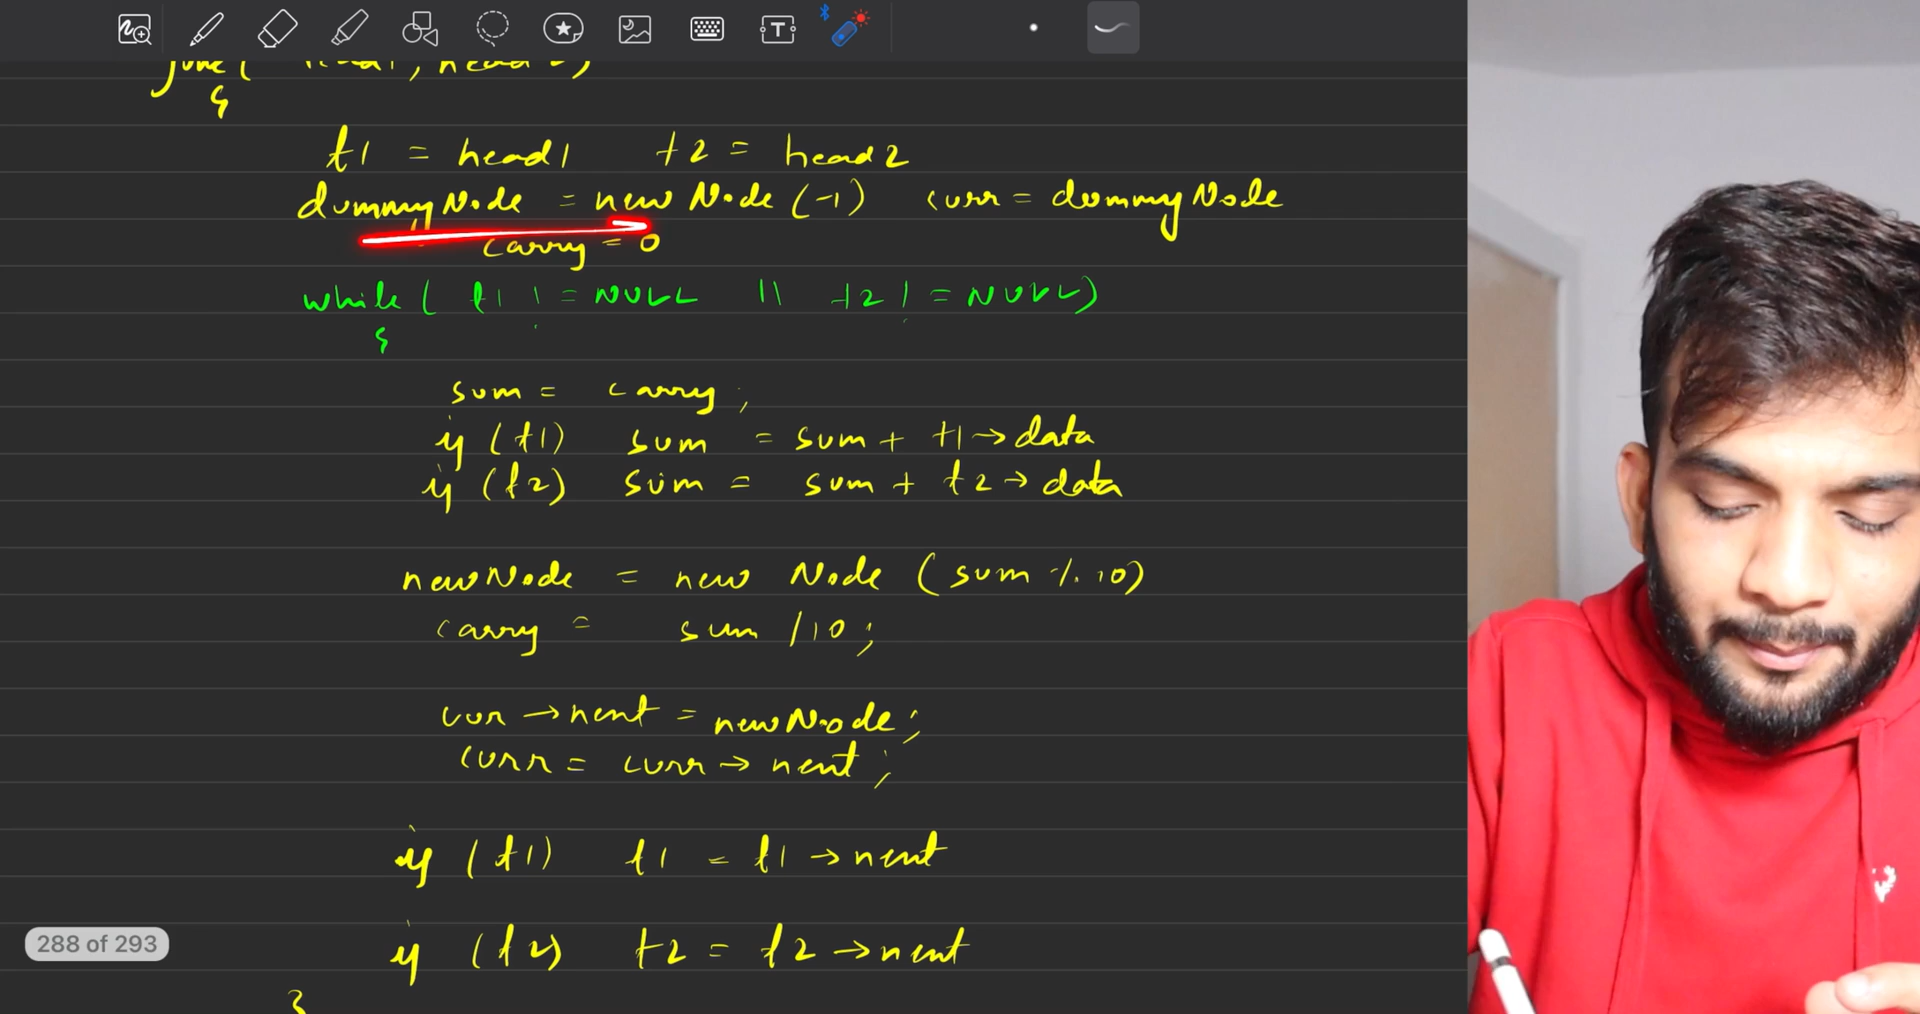 func( head1, head2)
{
t1 = head1 t2 = head2
dummyNode = new Node (-1) curr = dummyNode
carry = 0
while ( t1 != NULL || t2 != NULL)
{
sum = carry;
if (t1) sum = sum + t1→data
if (t2) sum = sum + t2→data
newNode = new Node (sum % 10)
carry = sum /10;
curr→next = newNode;
curr = curr→next;
if (t1) t1 = t1→next
if (t2) t2 = t2→next
288 of 293
}